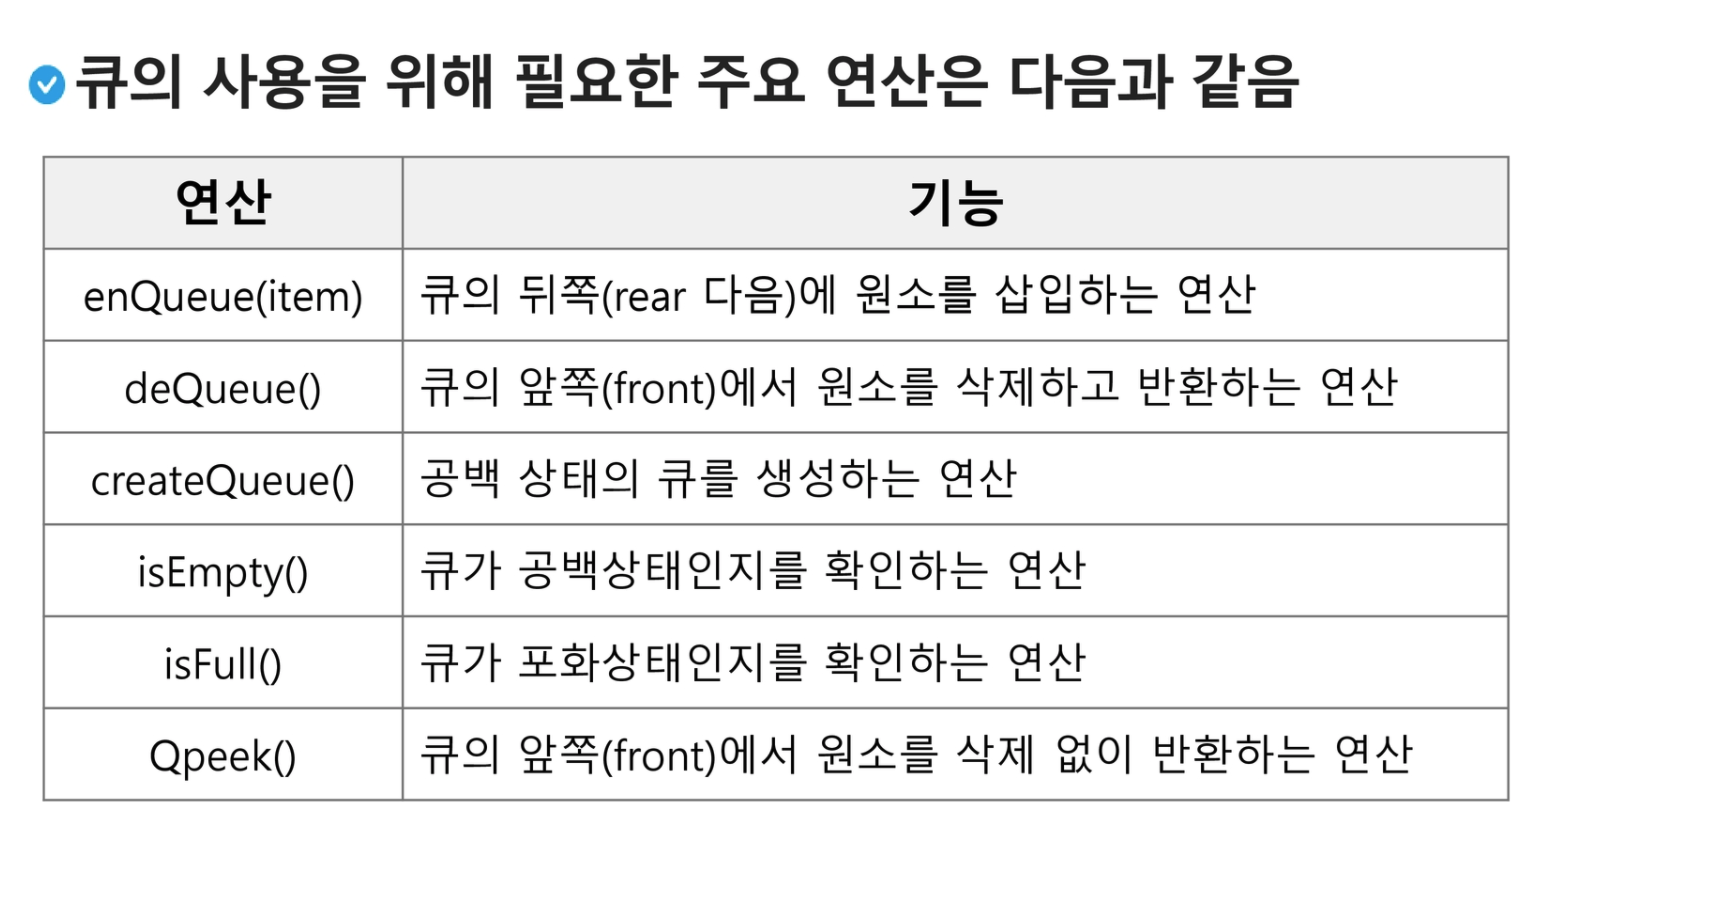 큐의 사용을 위해 필요한 주요 연산은 다음과 같음
연산 기능
enQueue(item) 큐의 뒤쪽(rear 다음)에 원소를 삽입하는 연산
deQueue() 큐의 앞쪽(front)에서 원소를 삭제하고 반환하는 연산
createQueue() 공백 상태의 큐를 생성하는 연산
isEmpty() 큐가 공백상태인지를 확인하는 연산
isFull() 큐가 포화상태인지를 확인하는 연산
Qpeek() 큐의 앞쪽(front)에서 원소를 삭제 없이 반환하는 연산